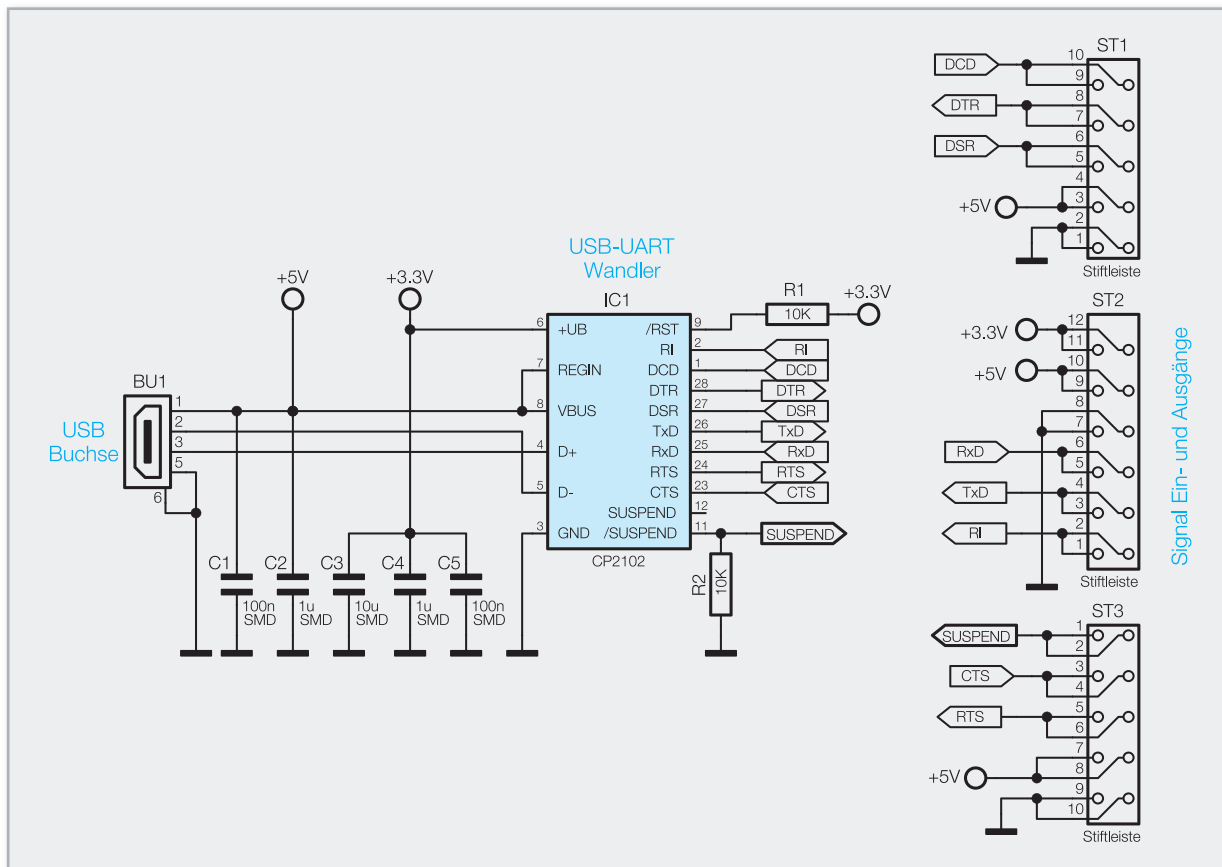 USB
Buchse
BU1
1
2
3
5
6
+5V
+3.3V
C1
100n
SMD
C2
1u
SMD
C3
10u
SMD
C4
1u
SMD
C5
100n
SMD
USB-UART
Wandler
IC1
6 +UB
7 REGIN
8 VBUS
4 D+
5 D-
3 GND
/RST 9
RI 2 RI
DCD 1 DCD
DTR 28 DTR
DSR 27 DSR
TxD 26 TxD
RxD 25 RxD
RTS 24 RTS
CTS 23 CTS
SUSPEND 12
/SUSPEND 11 SUSPEND
CP2102
R1
10K
+3.3V
R2
10K
ST1
DCD 10
9
DTR 8
7
DSR 6
5
4
+5V 3
2
1
Stiftleiste
ST2
+3.3V 12
11
+5V 10
9
8
7
RxD 6
5
TxD 4
3
RI 2
1
Stiftleiste
ST3
SUSPEND 1
2
CTS 3
4
RTS 5
6
7
+5V 8
9
10
Stiftleiste
Signal Ein- und Ausgänge